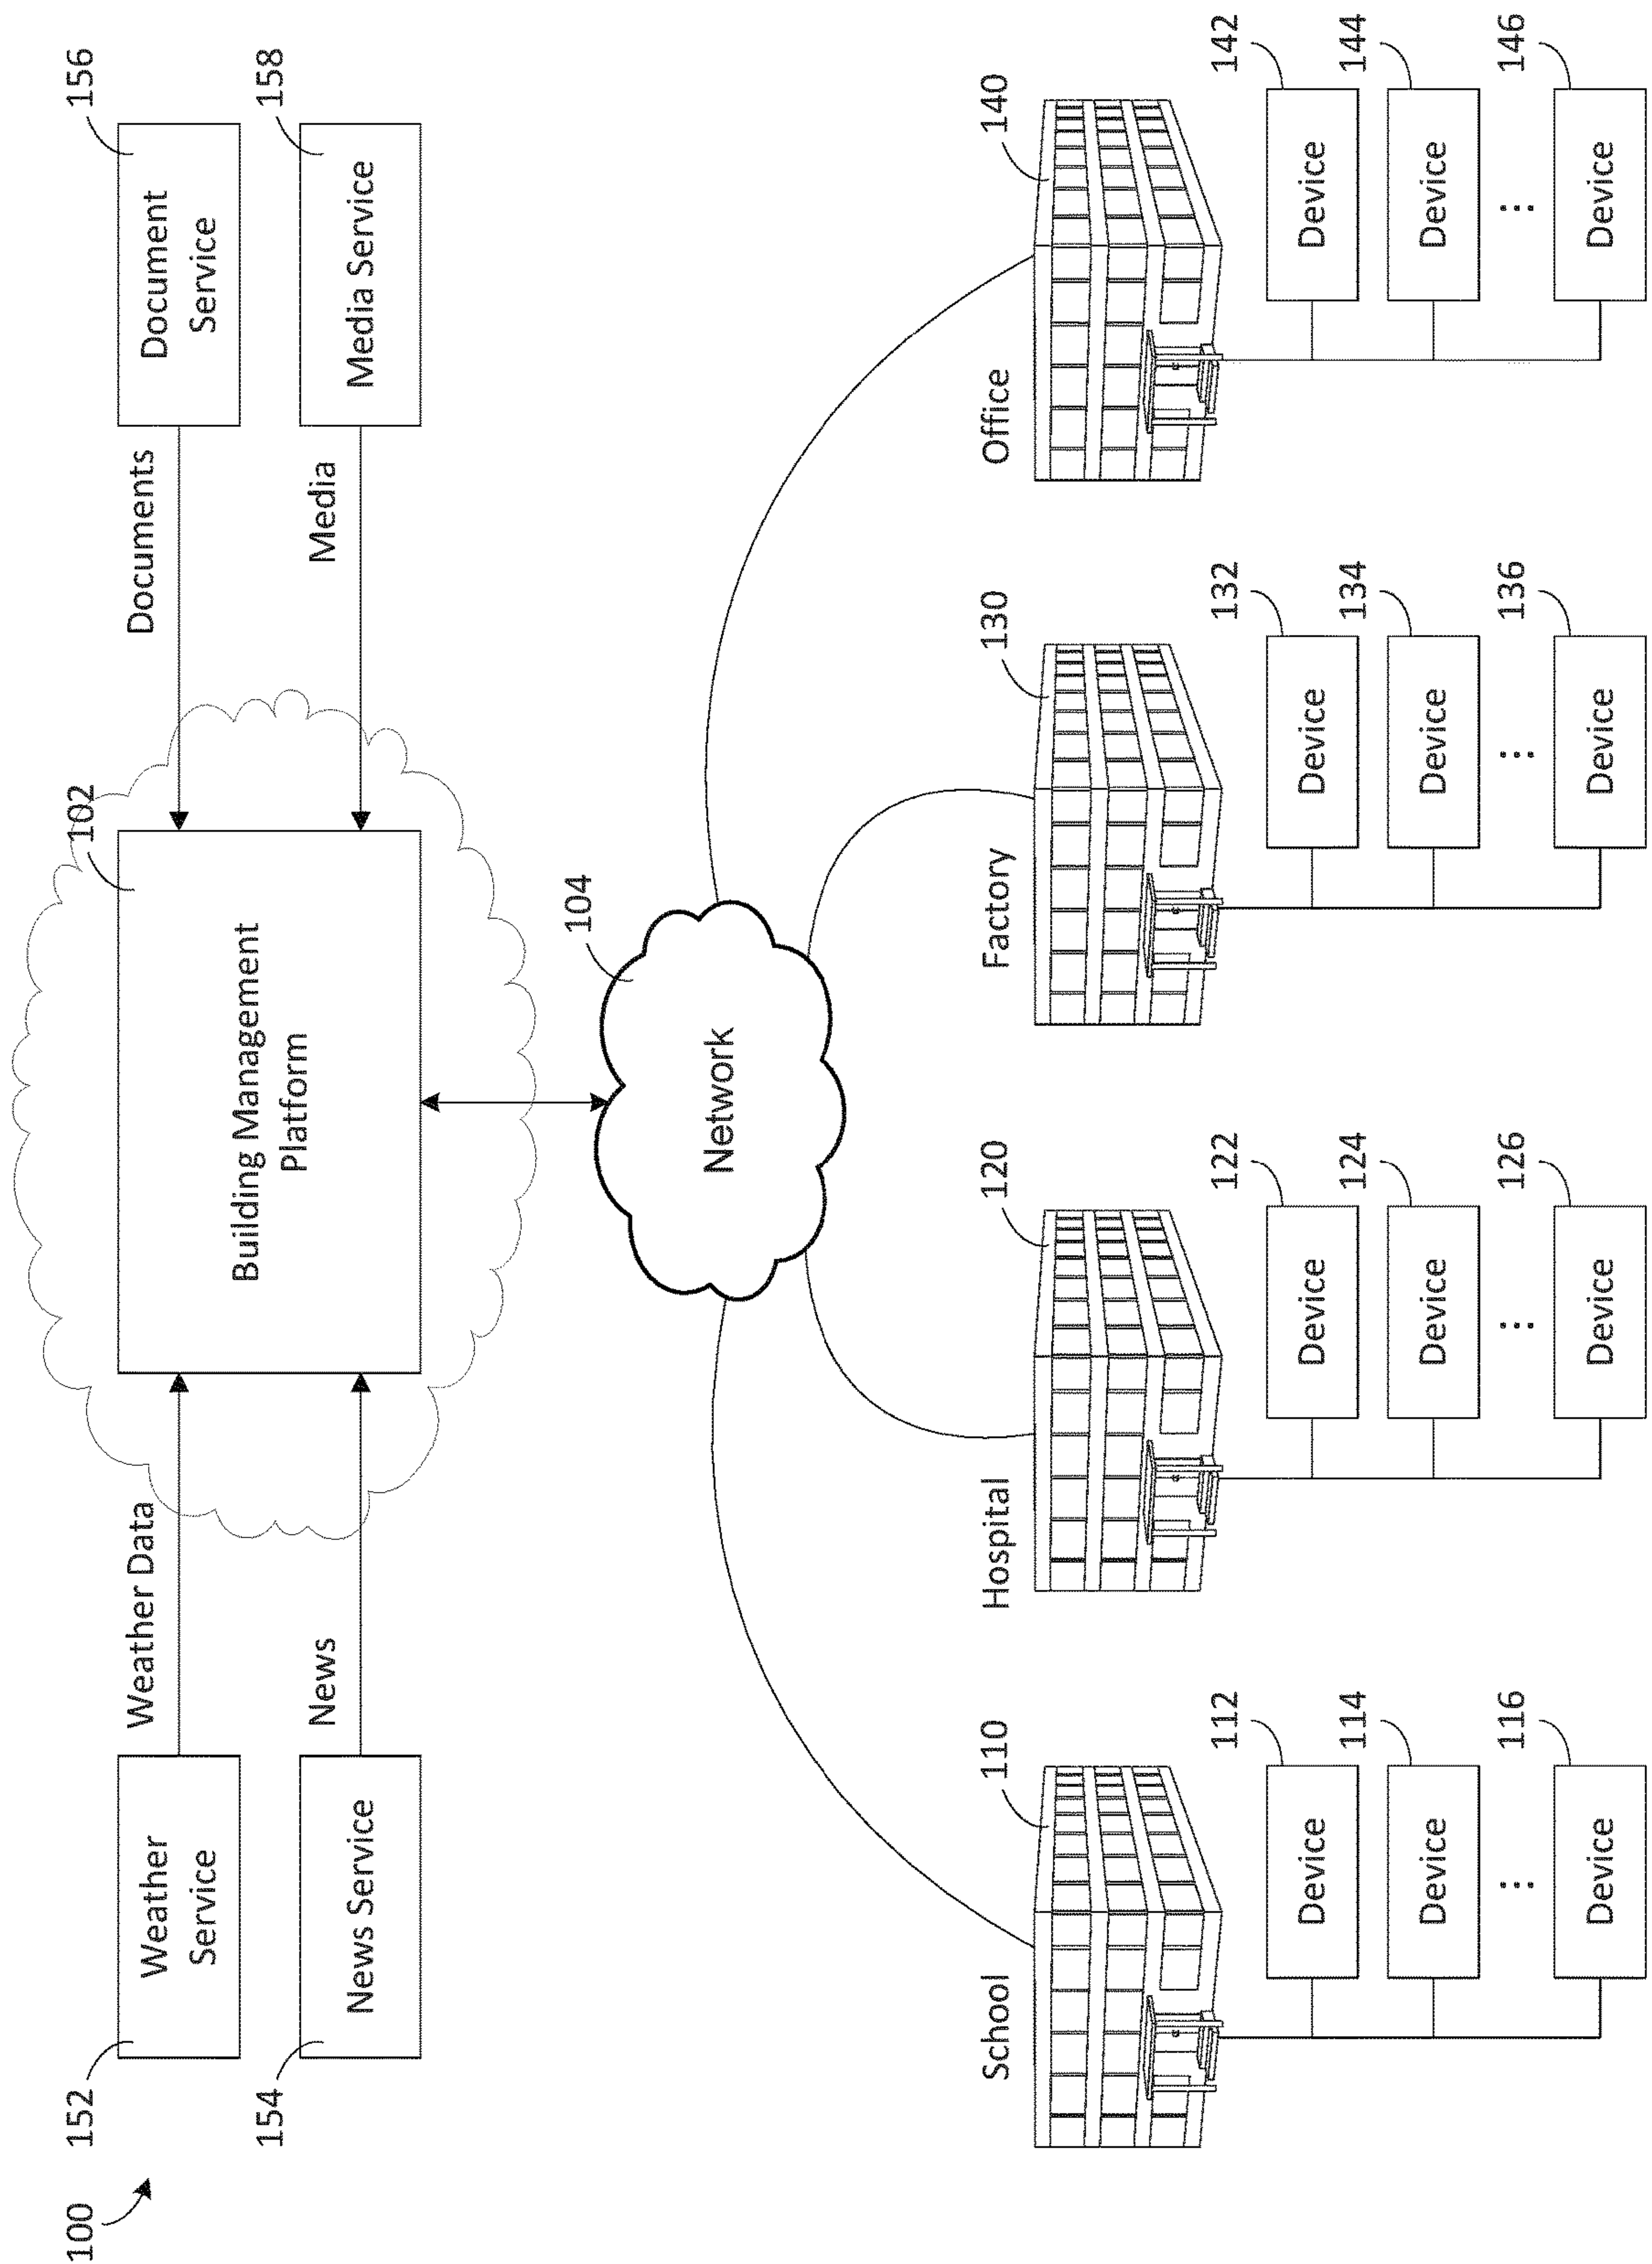 100
152
Weather
Service
Weather Data
154
News Service
News
102
Building Management
Platform
Documents
Document
Service
156
Media
Media Service
158
104
Network
School
110
Hospital
120
Factory
130
Office
140
Device
112
Device
122
Device
132
Device
142
Device
114
Device
124
Device
134
Device
144
Device
116
Device
126
Device
136
Device
146